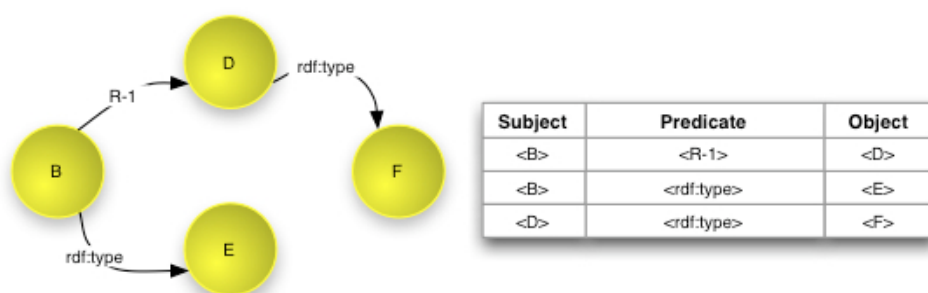 D
rdf:type
R-1
B
F
E
rdf:type
Subject Predicate Object
<B> <R-1> <D>
<B> <rdf:type> <E>
<D> <rdf:type> <F>